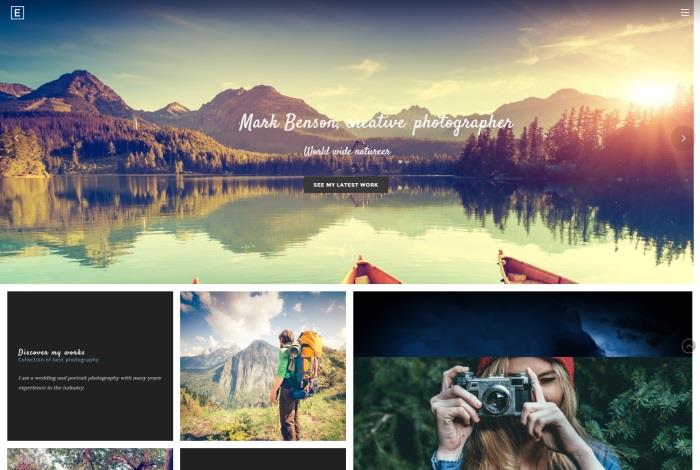 E
Mark Benson, creative photographer
World wide natureer
SEE MY LATEST WORK
Discover my works
Collection of best photography
I am a wedding and portrait photography with many years
experience in the industry.